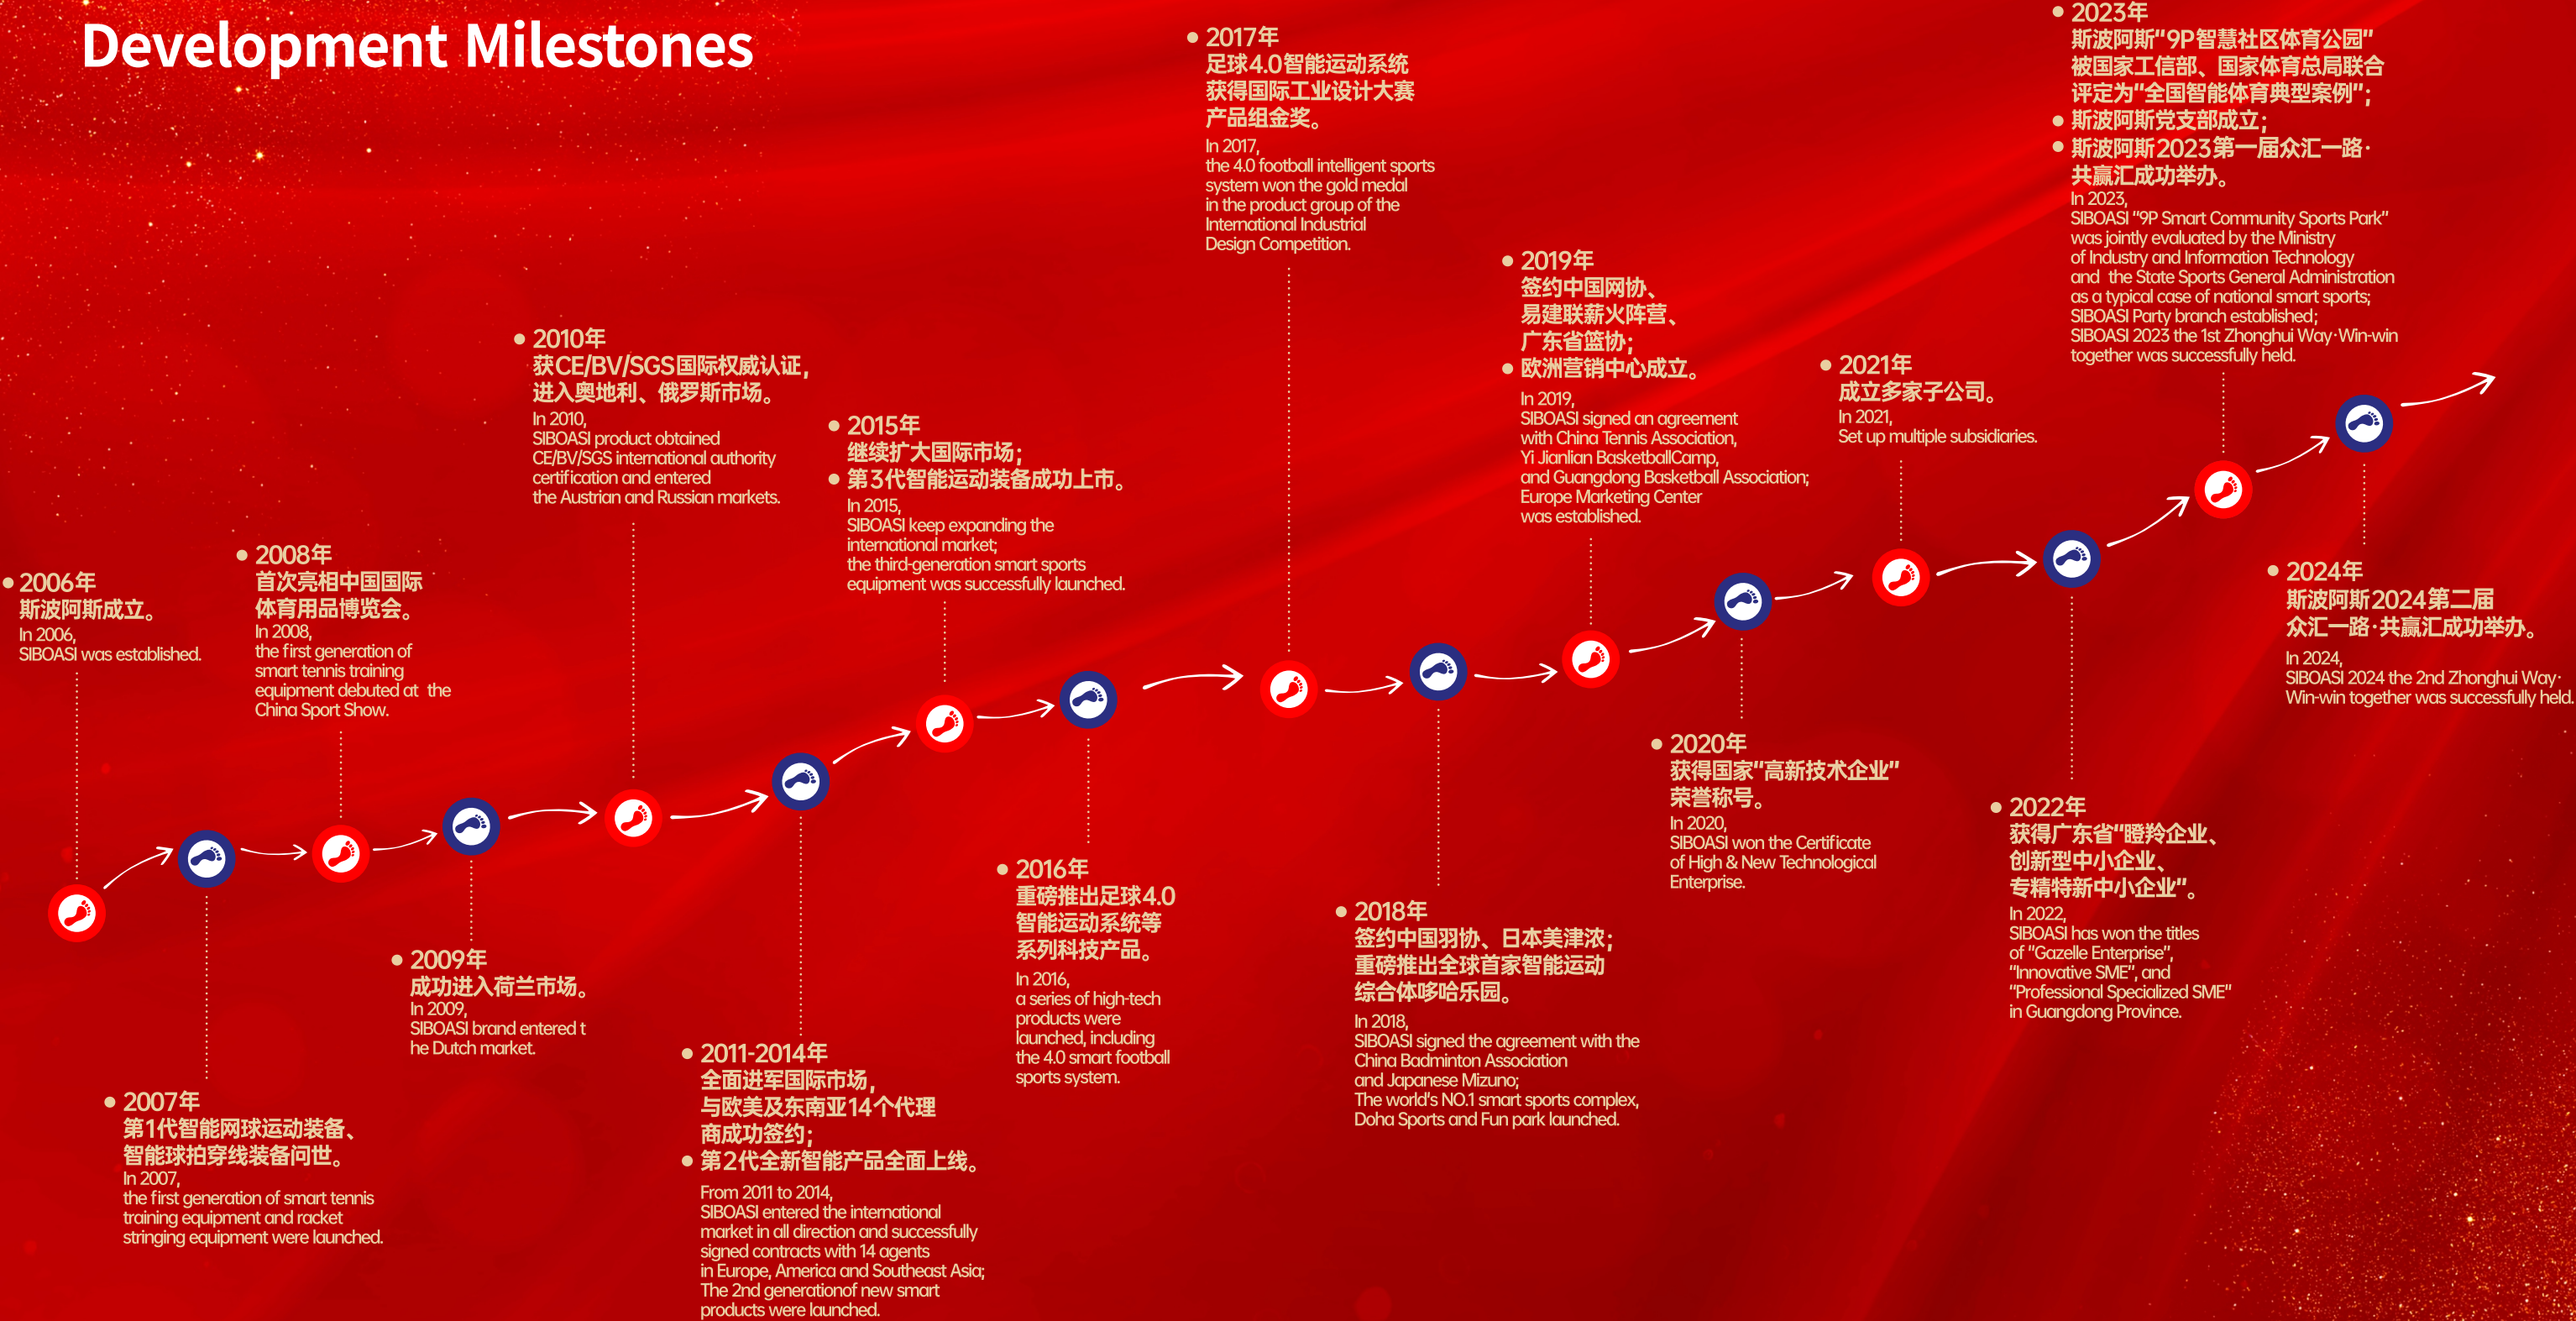 Development Milestones
2006年
斯波阿斯成立。
In 2006,
SIBOASI was established.
2007年
第1代智能网球运动装备、
智能球拍穿线装备问世。
In 2007,
the first generation of smart tennis
training equipment and racket
stringing equipment were launched.
2008年
首次亮相中国国际
体育用品博览会。
In 2008,
the first generation of
smart tennis training
equipment debuted at the
China Sport Show.
2009年
成功进入荷兰市场。
In 2009,
SIBOASI brand entered t
he Dutch market.
2010年
获CE/BV/SGS国际权威认证,
进入奥地利、俄罗斯市场。
In 2010,
SIBOASI product obtained
CE/BV/SGS international authority
certification and entered
the Austrian and Russian markets.
2011-2014年
全面进军国际市场,
与欧美及东南亚14个代理
商成功签约;
第2代全新智能产品全面上线。
From 2011 to 2014,
SIBOASI entered the international
market in all direction and successfully
signed contracts with 14 agents
in Europe, America and Southeast Asia;
The 2nd generationof new smart
products were launched.
2015年
继续扩大国际市场;
第3代智能运动装备成功上市。
In 2015,
SIBOASI keep expanding the
international market;
the third-generation smart sports
equipment was successfully launched.
2016年
重磅推出足球4.0
智能运动系统等
系列科技产品。
In 2016,
a series of high-tech
products were
launched, including
the 4.0 smart football
sports system.
2017年
足球4.0智能运动系统
获得国际工业设计大赛
产品组金奖。
In 2017,
the 4.0 football intelligent sports
system won the gold medal
in the product group of the
International Industrial
Design Competition.
2018年
签约中国羽协、日本美津浓;
重磅推出全球首家智能运动
综合体哆哈乐园。
In 2018,
SIBOASI signed the agreement with the
China Badminton Association
and Japanese Mizuno;
The world's NO.1 smart sports complex,
Doha Sports and Fun park launched.
2019年
签约中国网协、
易建联薪火阵营、
广东省篮协;
欧洲营销中心成立。
In 2019,
SIBOASI signed an agreement
with China Tennis Association,
Yi Jianlian BasketballCamp,
and Guangdong Basketball Association;
Europe Marketing Center
was established.
2020年
获得国家"高新技术企业"
荣誉称号。
In 2020,
SIBOASI won the Certificate
of High & New Technological
Enterprise.
2021年
成立多家子公司。
In 2021,
Set up multiple subsidiaries.
2022年
获得广东省"瞪羚企业、
创新型中小企业、
专精特新中小企业"。
In 2022,
SIBOASI has won the titles
of "Gazelle Enterprise",
"Innovative SME", and
"Professional Specialized SME"
in Guangdong Province.
2023年
斯波阿斯"9P智慧社区体育公园"
被国家工信部、国家体育总局联合
评定为"全国智能体育典型案例";
斯波阿斯党支部成立;
斯波阿斯2023第一届众汇一路·
共赢汇成功举办。
In 2023,
SIBOASI "9P Smart Community Sports Park"
was jointly evaluated by the Ministry
of Industry and Information Technology
and the State Sports General Administration
as a typical case of national smart sports;
SIBOASI Party branch established;
SIBOASI 2023 the 1st Zhonghui Way·Win-win
together was successfully held.
2024年
斯波阿斯2024第二届
众汇一路·共赢汇成功举办。
In 2024,
SIBOASI 2024 the 2nd Zhonghui Way·
Win-win together was successfully held.